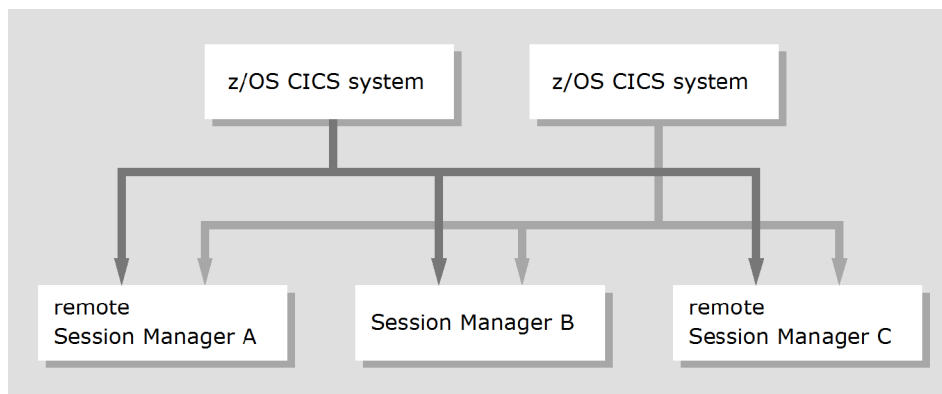 z/OS CICS system
z/OS CICS system
remote
Session Manager A
Session Manager B
remote
Session Manager C